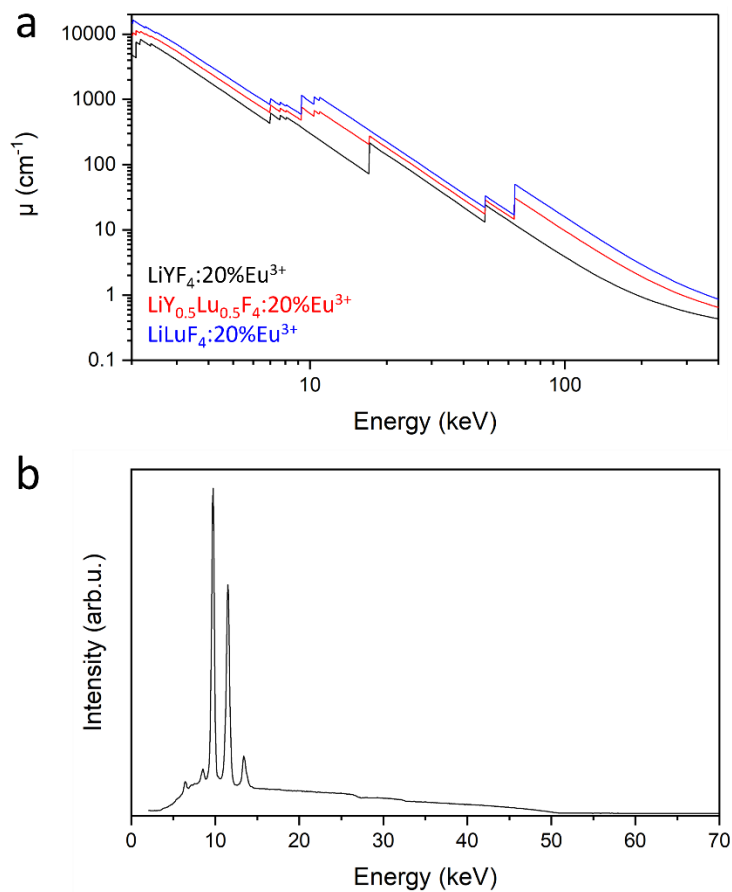 a
10000
1000
100
10
1
0.1
µ (cm⁻¹)
LiYF₄:20%Eu³⁺
LiY₀.₅Lu₀.₅F₄:20%Eu³⁺
LiLuF₄:20%Eu³⁺
10
100
Energy (keV)
b
Intensity (arb.u.)
0
10
20
30
40
50
60
70
Energy (keV)